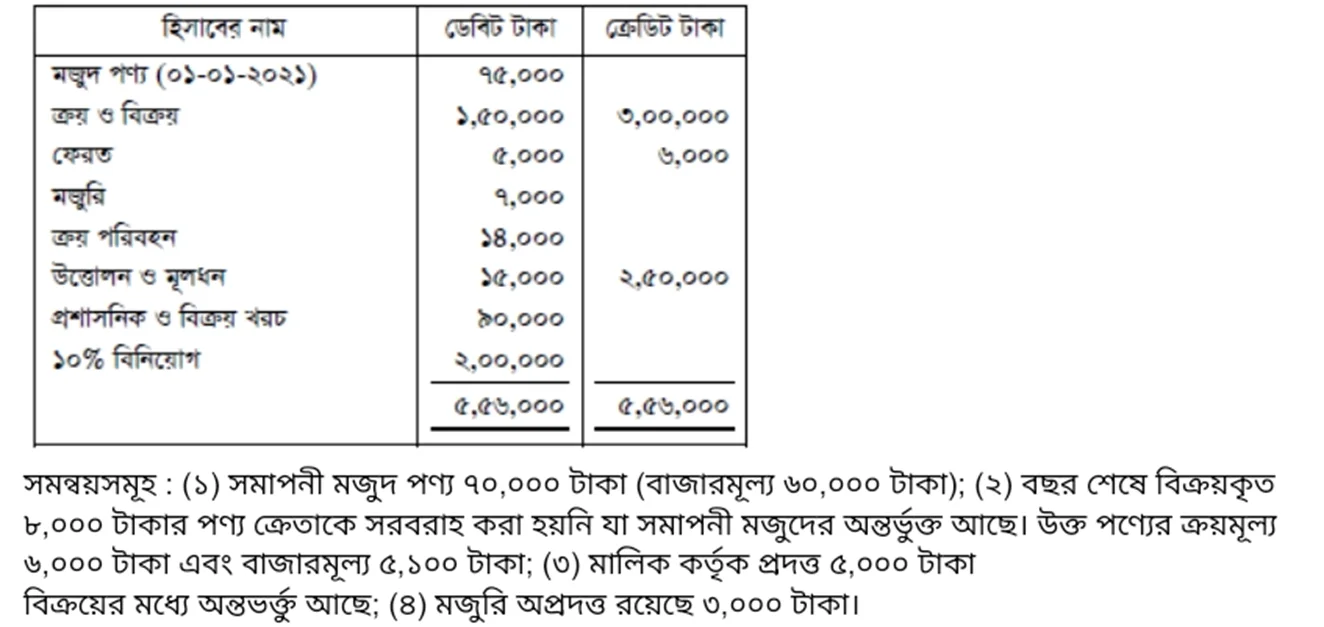 হিসাবের নাম ডেবিট টাকা ক্রেডিট টাকা
মজুদ পণ্য (০১-০১-২০২১) ৭৫,০০০
ক্রয় ও বিক্রয় ১,৫০,০০০ ৩,০০,০০০
ফেরত ৫,০০০ ৬,০০০
মজুরি ৭,০০০
ক্রয় পরিবহন ১৪,০০০
উত্তোলন ও মূলধন ১৫,০০০ ২,৫০,০০০
প্রশাসনিক ও বিক্রয় খরচ ৯০,০০০
১০% বিনিয়োগ ২,০০,০০০
৫,৫৬,০০০ ৫,৫৬,০০০
সমন্বয়সমূহ : (১) সমাপনী মজুদ পণ্য ৭০,০০০ টাকা (বাজারমূল্য ৬০,০০০ টাকা); (২) বছর শেষে বিক্রয়কৃত
৮,০০০ টাকার পণ্য ক্রেতাকে সরবরাহ করা হয়নি যা সমাপনী মজুদের অন্তর্ভুক্ত আছে। উক্ত পণ্যের ক্রয়মূল্য
৬,০০০ টাকা এবং বাজারমূল্য ৫,১০০ টাকা; (৩) মালিক কর্তৃক প্রদত্ত ৫,০০০ টাকা
বিক্রয়ের মধ্যে অন্তভর্ক্তু আছে; (৪) মজুরি অপ্রদত্ত রয়েছে ৩,০০০ টাকা।